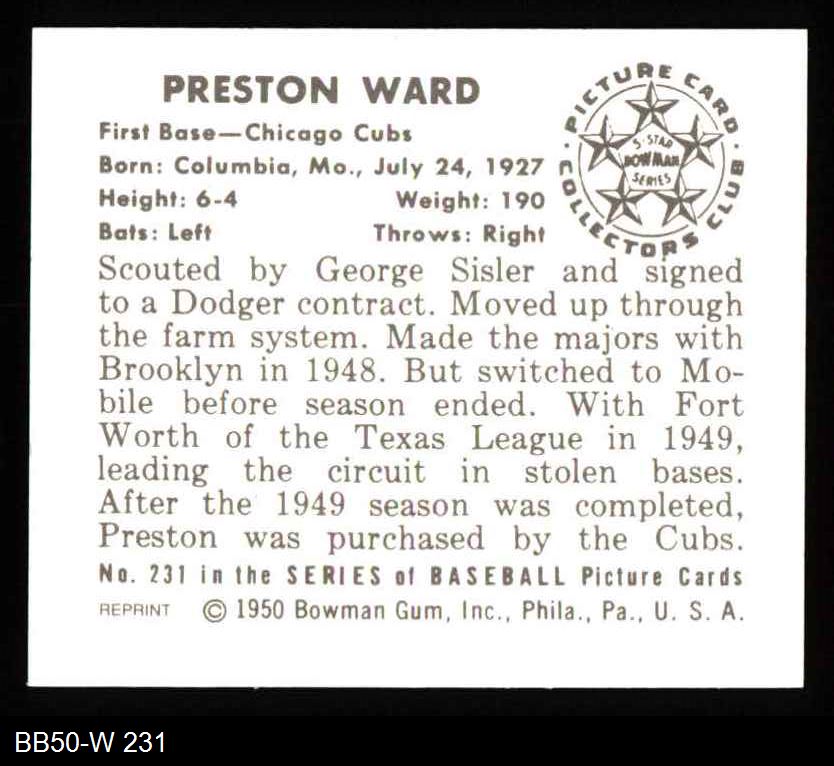 PRESTON WARD
First Base—Chicago Cubs
Born: Columbia, Mo., July 24, 1927
Height: 6-4 Weight: 190
Bats: Left Throws: Right
· PICTURE CARD ·
COLLECTORS CLUB
5-STAR
BOWMAN
SERIES
Scouted by George Sisler and signed
to a Dodger contract. Moved up through
the farm system. Made the majors with
Brooklyn in 1948. But switched to Mo-
bile before season ended. With Fort
Worth of the Texas League in 1949,
leading the circuit in stolen bases.
After the 1949 season was completed,
Preston was purchased by the Cubs.
No. 231 in the SERIES of BASEBALL Picture Cards
REPRINT © 1950 Bowman Gum, Inc., Phila., Pa., U. S. A.
BB50-W 231